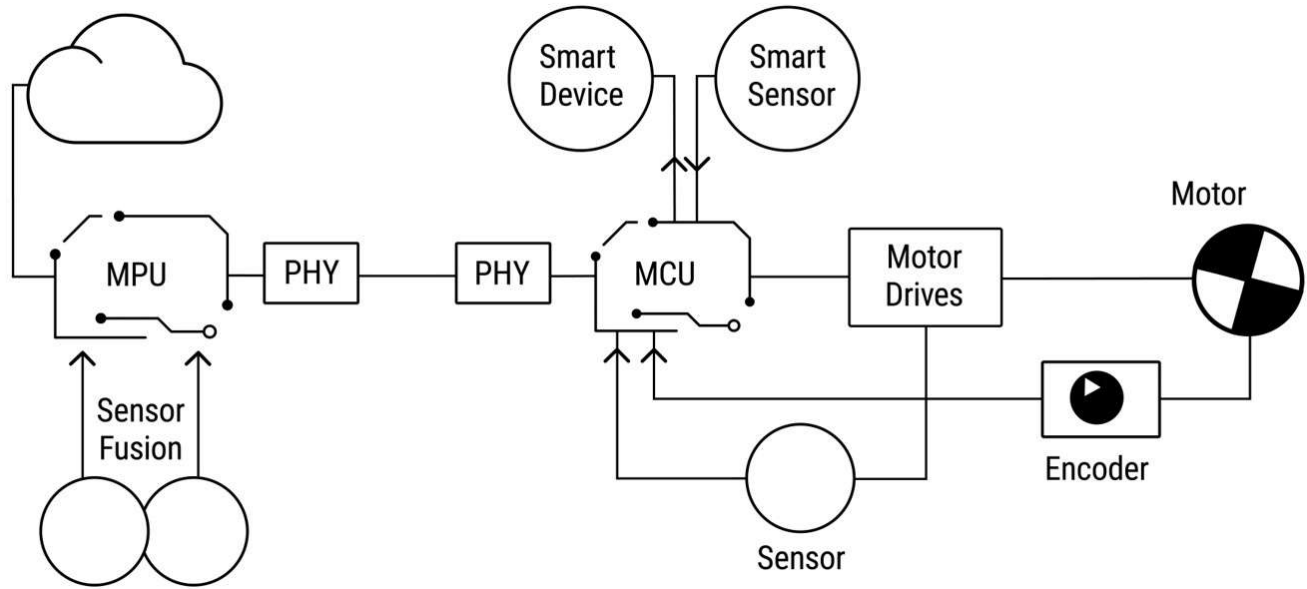 Smart
Device
Smart
Sensor
Motor
MPU
PHY
PHY
MCU
Motor
Drives
Sensor
Fusion
Encoder
Sensor